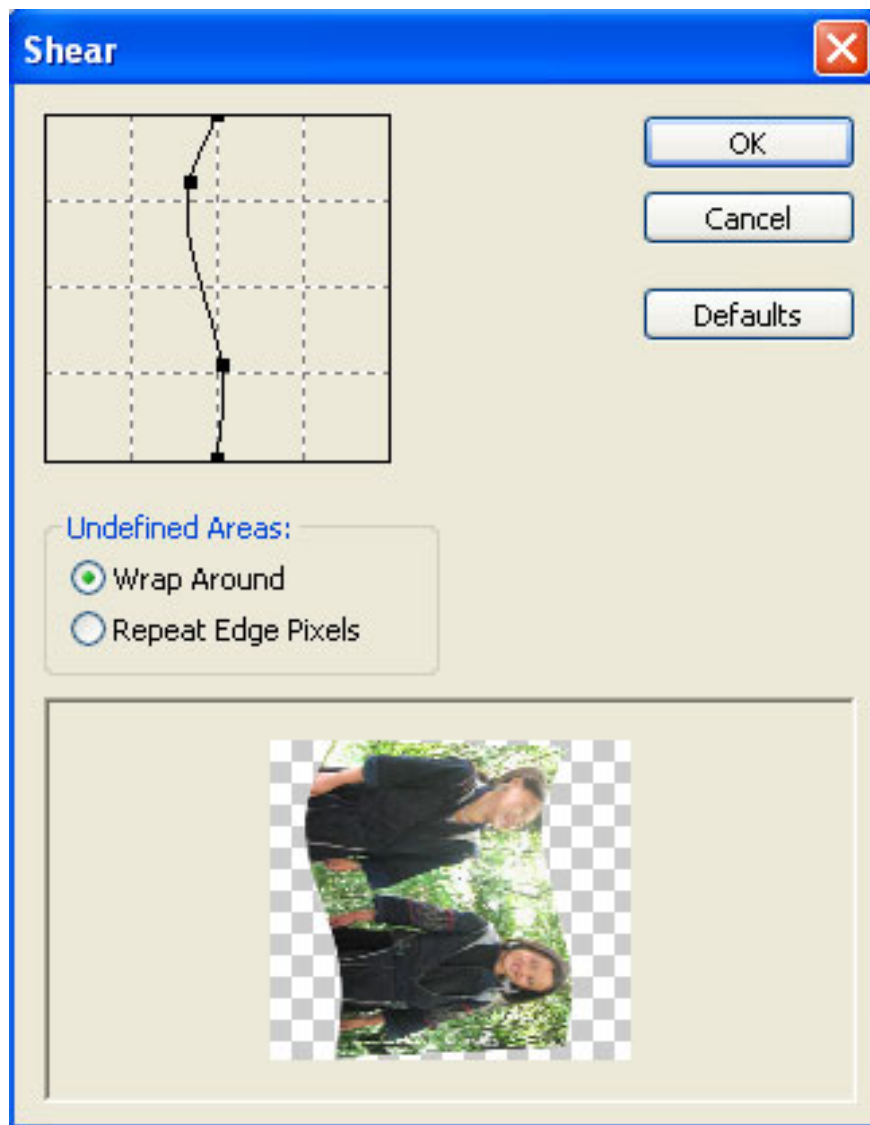 Shear
OK
Cancel
Defaults
Undefined Areas:
Wrap Around
Repeat Edge Pixels